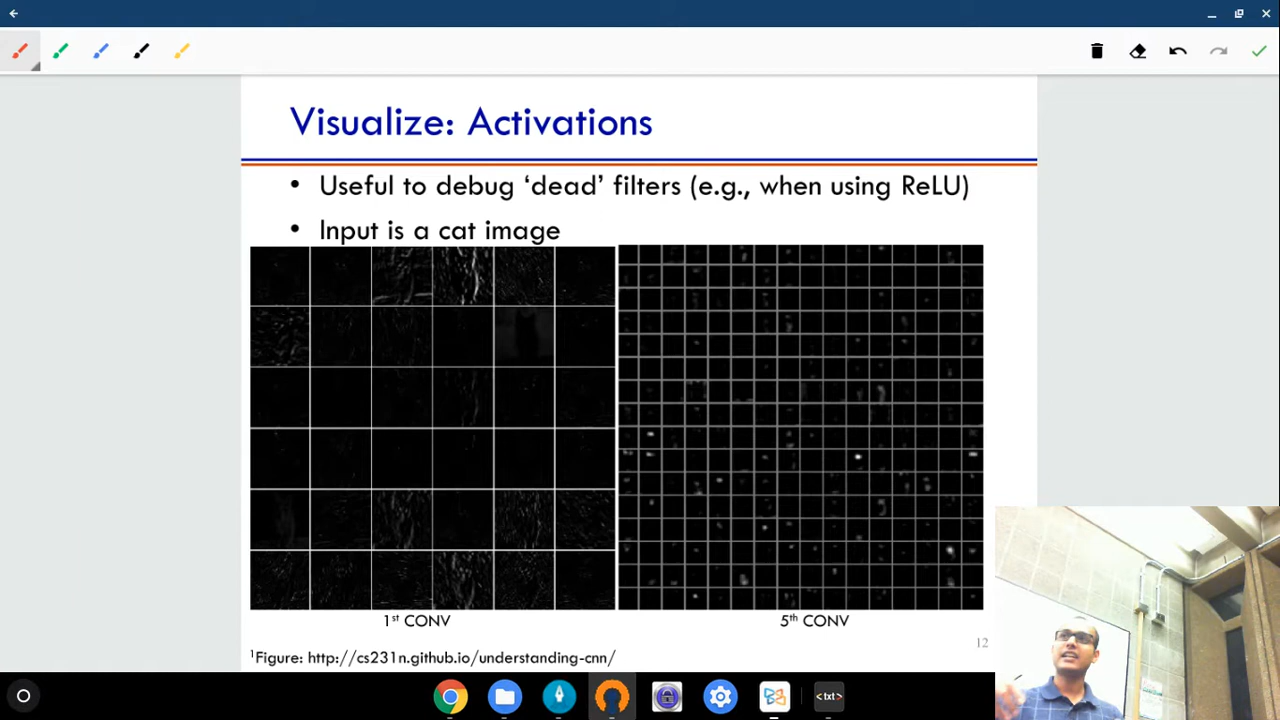 Visualize: Activations
• Useful to debug ‘dead’ filters (e.g., when using ReLU)
• Input is a cat image
1st CONV
5th CONV
12
1Figure: http://cs231n.github.io/understanding-cnn/
<txt>